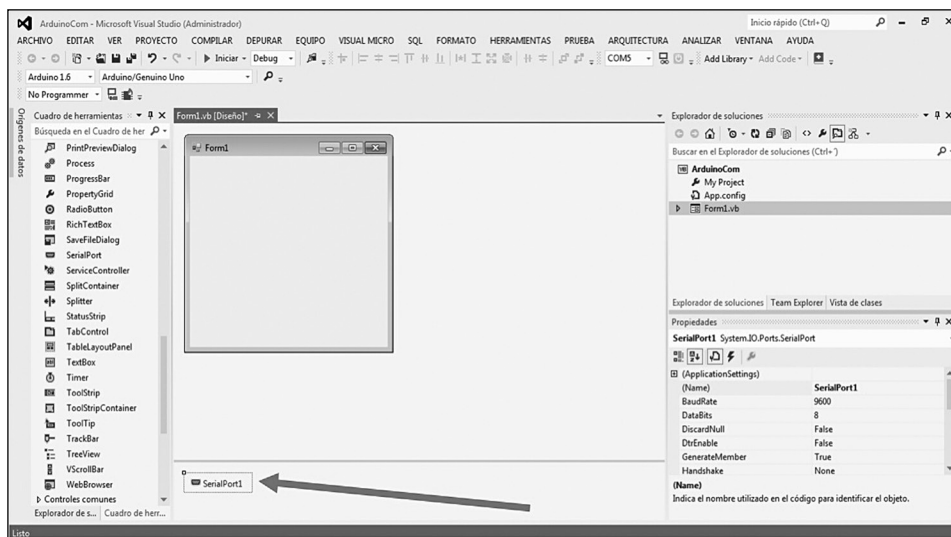 ArduinoCom - Microsoft Visual Studio (Administrador)
Inicio rápido (Ctrl+Q)
ARCHIVO EDITAR VER PROYECTO COMPILAR DEPURAR EQUIPO VISUAL MICRO SQL FORMATO HERRAMIENTAS PRUEBA ARQUITECTURA ANALIZAR VENTANA AYUDA
Iniciar Debug COM5 Add Library Add Code
Arduino 1.6 Arduino/Genuino Uno
No Programmer
Orígenes de datos
Cuadro de herramientas
Búsqueda en el Cuadro de her
PrintPreviewDialog
Process
ProgressBar
PropertyGrid
RadioButton
RichTextBox
SaveFileDialog
SerialPort
ServiceController
SplitContainer
Splitter
StatusStrip
TabControl
TableLayoutPanel
TextBox
Timer
ToolStrip
ToolStripContainer
ToolTip
TrackBar
TreeView
VScrollBar
WebBrowser
Controles comunes
Explorador de s... Cuadro de herr...
Form1.vb [Diseño]*
Form1
SerialPort1
Explorador de soluciones
Buscar en el Explorador de soluciones (Ctrl+ ̀)
VB ArduinoCom
My Project
App.config
Form1.vb
Explorador de soluciones Team Explorer Vista de clases
Propiedades
SerialPort1 System.IO.Ports.SerialPort
(ApplicationSettings)
(Name) SerialPort1
BaudRate 9600
DataBits 8
DiscardNull False
DtrEnable False
GenerateMember True
Handshake None
(Name)
Indica el nombre utilizado en el código para identificar el objeto.
Listo